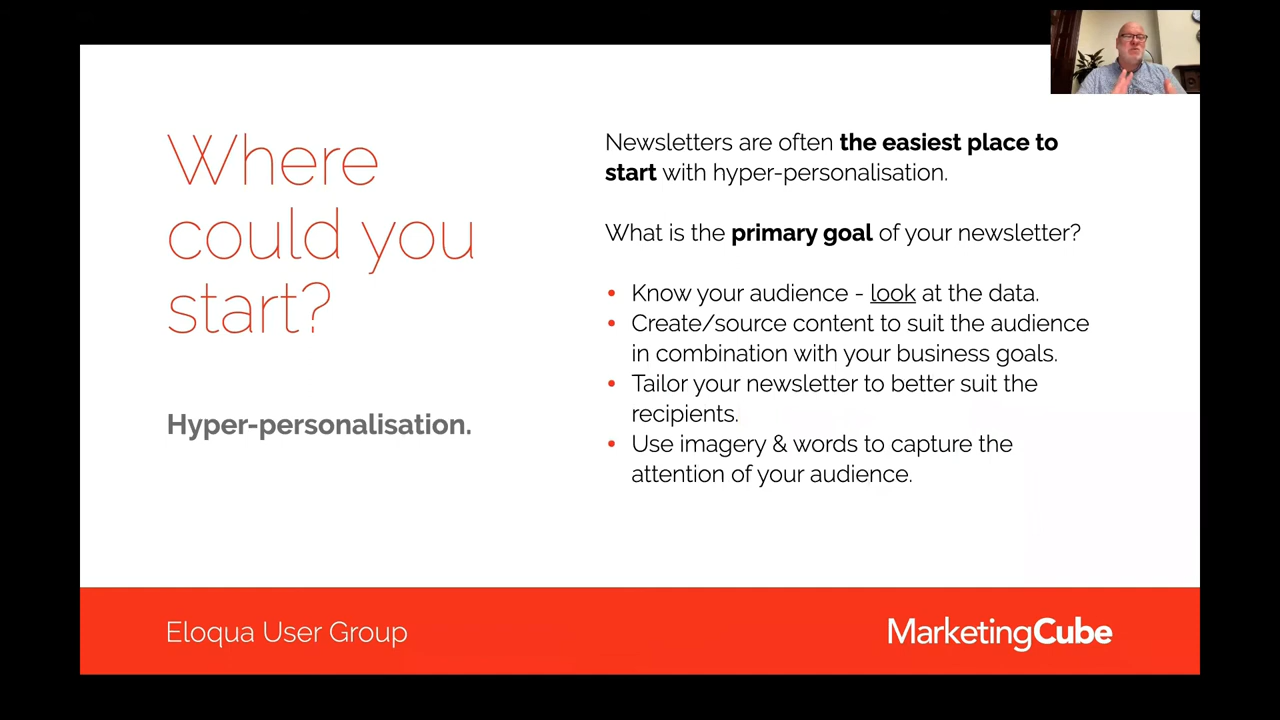 Where
could you
start?
Hyper-personalisation.
Newsletters are often the easiest place to
start with hyper-personalisation.
What is the primary goal of your newsletter?
• Know your audience - look at the data.
• Create/source content to suit the audience
in combination with your business goals.
• Tailor your newsletter to better suit the
recipients.
• Use imagery & words to capture the
attention of your audience.
Eloqua User Group
MarketingCube